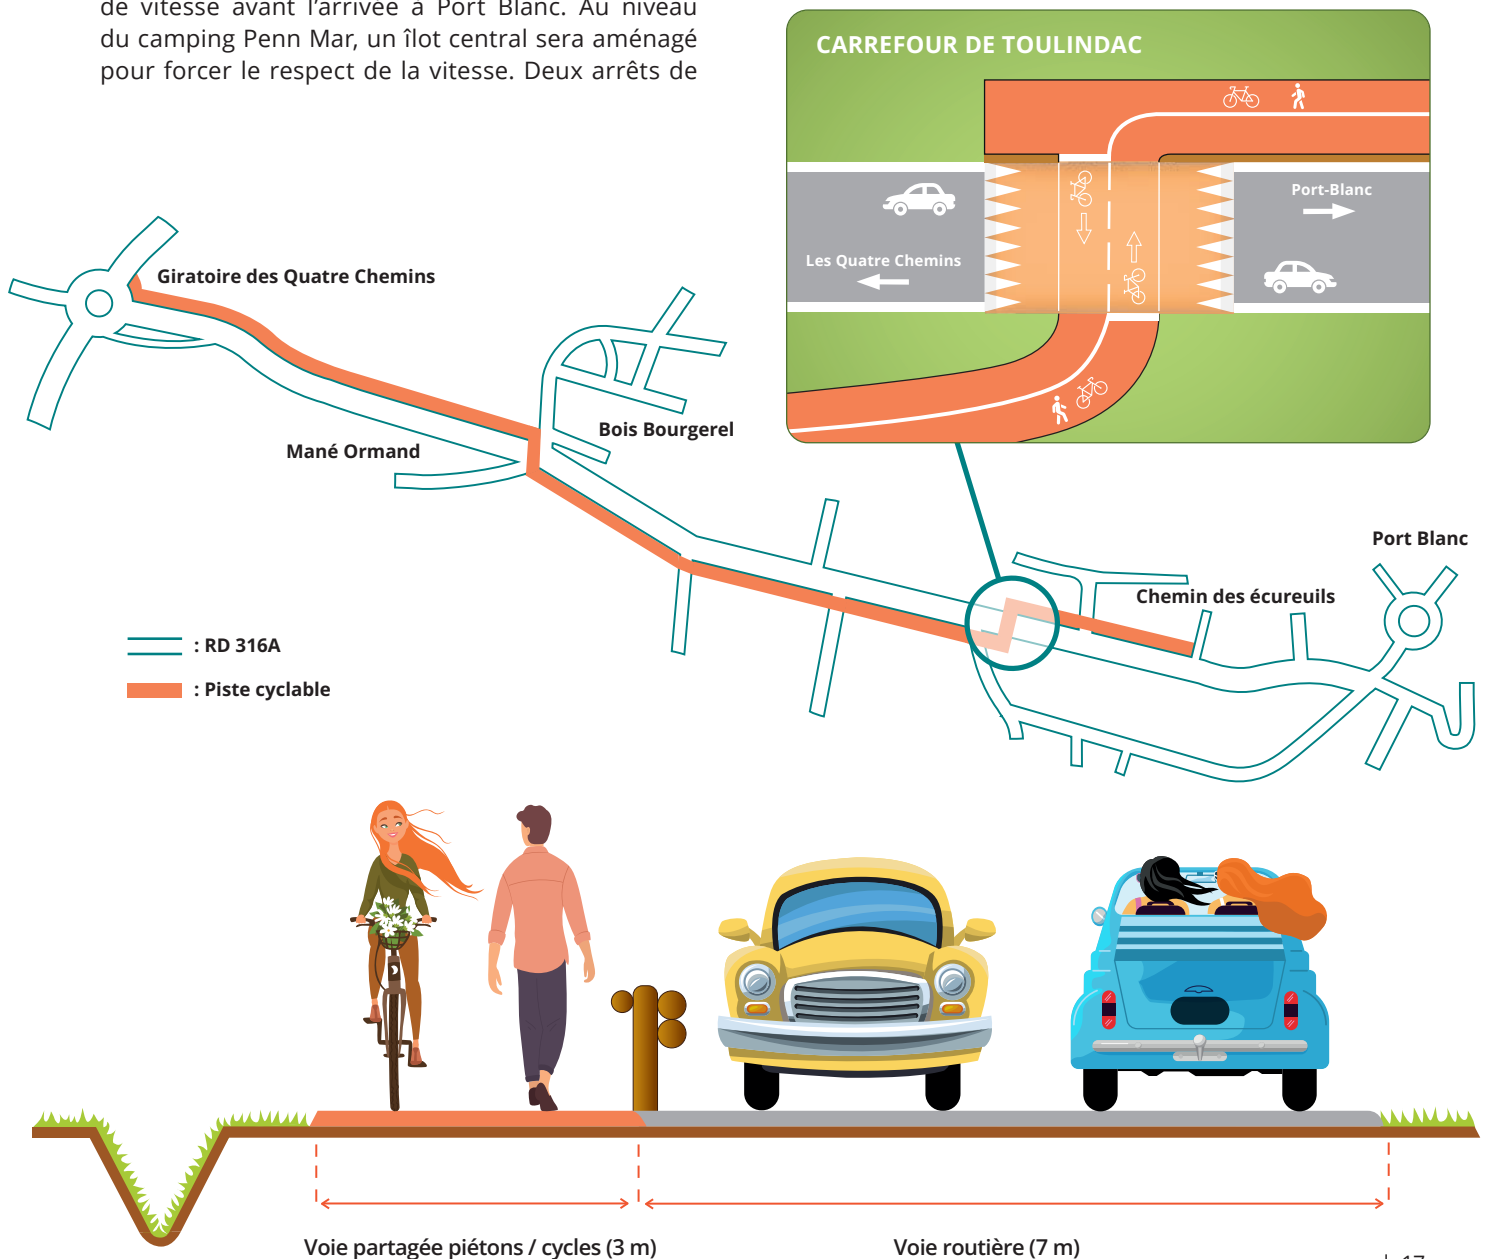 de vitesse avant l'arrivée à Port Blanc. Au niveau
du camping Penn Mar, un îlot central sera aménagé
pour forcer le respect de la vitesse. Deux arrêts de
CARREFOUR DE TOULINDAC
Port-Blanc
Les Quatre Chemins
Giratoire des Quatre Chemins
Bois Bourgerel
Mané Ormand
Port Blanc
Chemin des écureuils
: RD 316A
: Piste cyclable
Voie partagée piétons / cycles (3 m)
Voie routière (7 m)